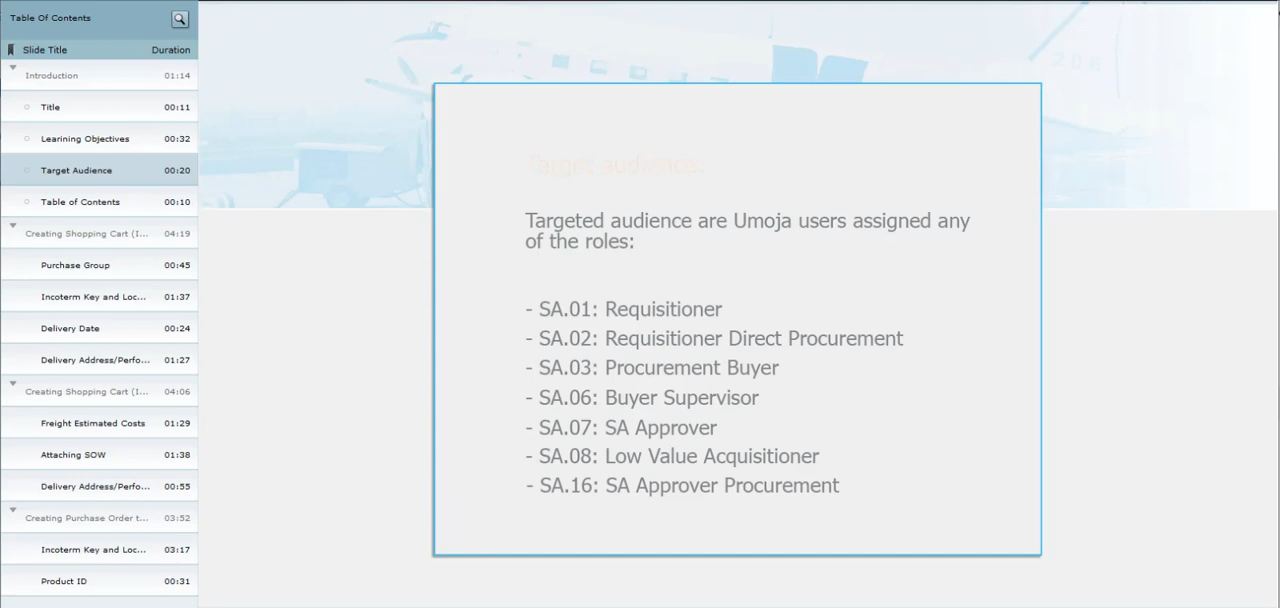 Table Of Contents
Slide Title Duration
Introduction 01:14
Title 00:11
Learining Objectives 00:32
Target Audience 00:20
Table of Contents 00:10
Creating Shopping Cart (I... 04:19
Purchase Group 00:45
Incoterm Key and Loc... 01:37
Delivery Date 00:24
Delivery Address/Perfo... 01:27
Creating Shopping Cart (I... 04:06
Freight Estimated Costs 01:29
Attaching SOW 01:38
Delivery Address/Perfo... 00:55
Creating Purchase Order t... 03:52
Incoterm Key and Loc... 03:17
Product ID 00:31
Target audience:
Targeted audience are Umoja users assigned any
of the roles:
- SA.01: Requisitioner
- SA.02: Requisitioner Direct Procurement
- SA.03: Procurement Buyer
- SA.06: Buyer Supervisor
- SA.07: SA Approver
- SA.08: Low Value Acquisitioner
- SA.16: SA Approver Procurement